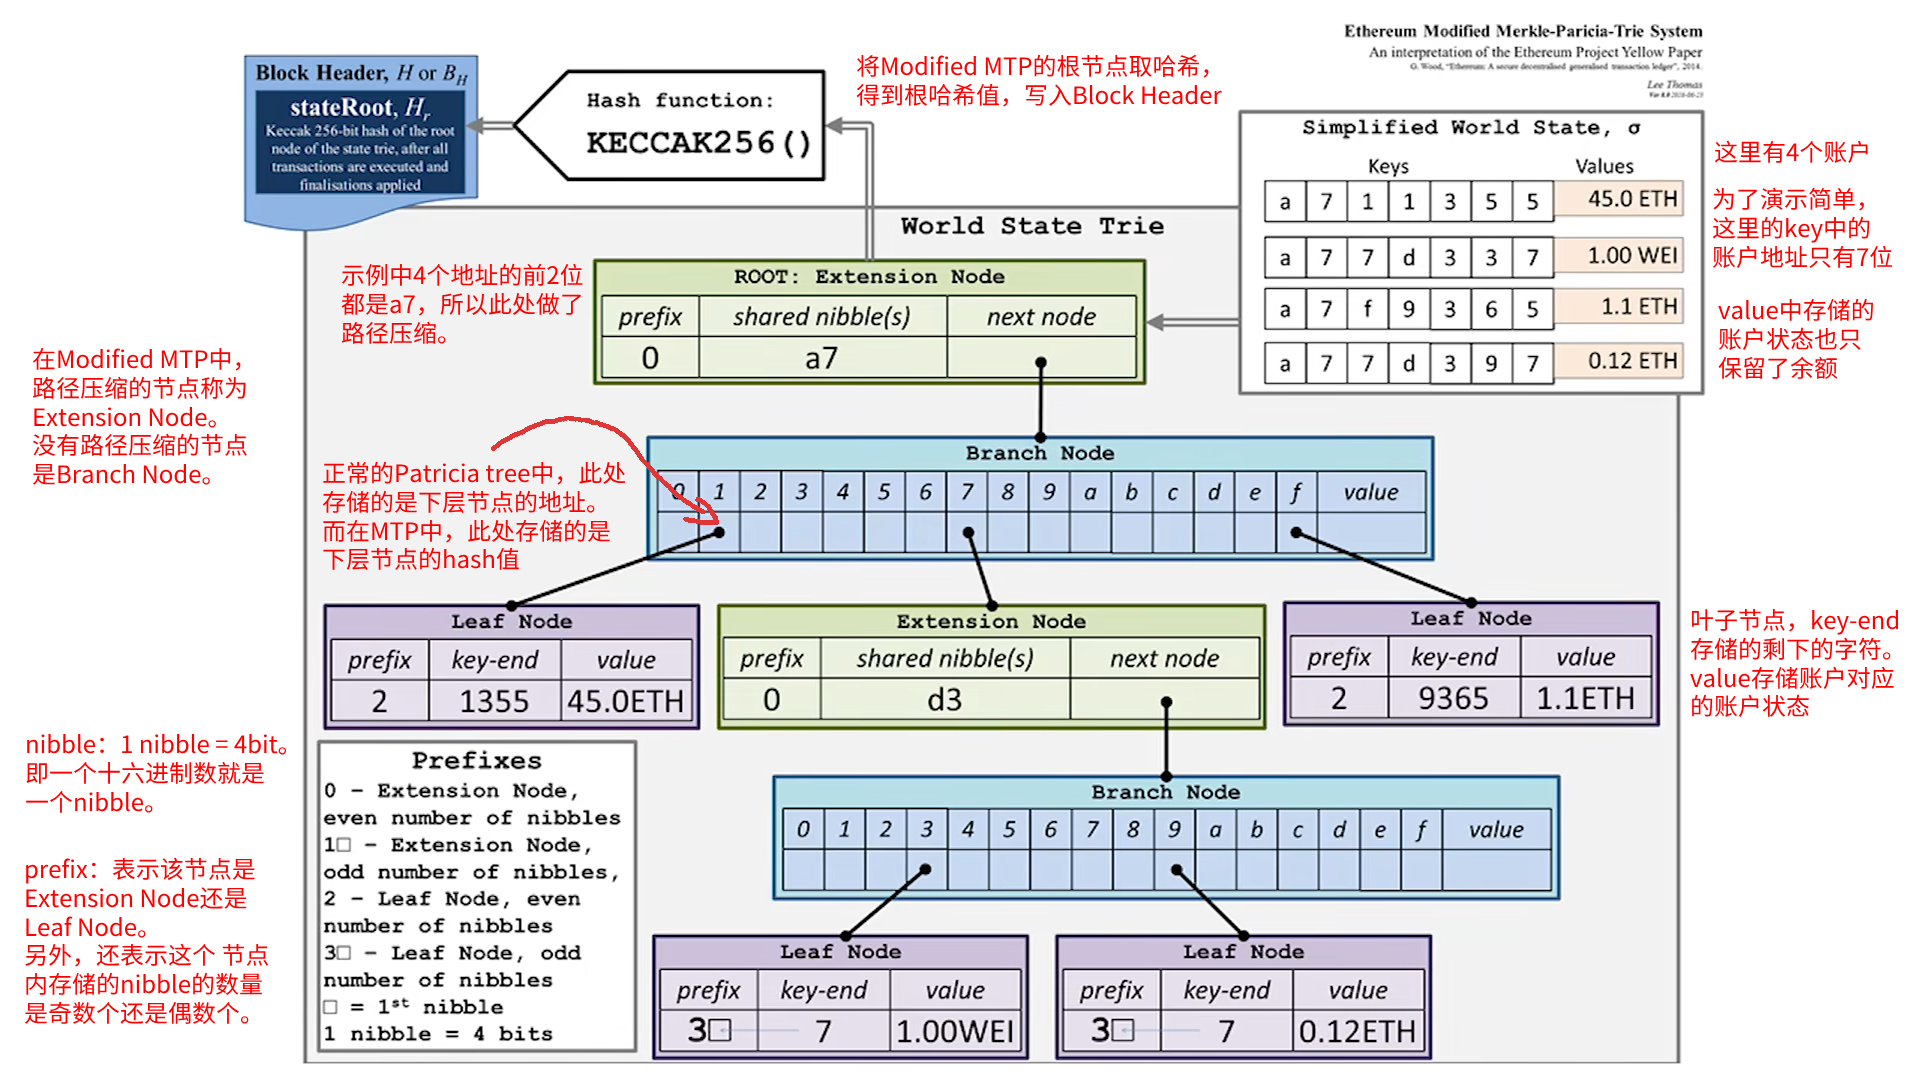 Ethereum Modified Merkle-Paricia-Trie System
An interpretation of the Ethereum Project Yellow Paper
G. Wood, "Ethereum: A secure decentralised generalised transaction ledger", 2014.
Lee Thomas
Block Header, H or B_H
stateRoot, H_r
Keccak 256-bit hash of the root
node of the state trie, after all
transactions are executed and
finalisations applied
Hash function:
KECCAK256()
将Modified MTP的根节点取哈希，
得到根哈希值，写入Block Header
Simplified World State, σ
Keys Values
a 7 1 1 3 5 5 45.0 ETH
a 7 7 d 3 3 7 1.00 WEI
a 7 f 9 3 6 5 1.1 ETH
a 7 7 d 3 9 7 0.12 ETH
这里有4个账户
为了演示简单，
这里的key中的
账户地址只有7位
value中存储的
账户状态也只
保留了余额
World State Trie
示例中4个地址的前2位
都是a7，所以此处做了
路径压缩。
ROOT: Extension Node
prefix shared nibble(s) next node
0 a7
在Modified MTP中，
路径压缩的节点称为
Extension Node。
没有路径压缩的节点
是Branch Node。
正常的Patricia tree中，此处
存储的是下层节点的地址。
而在MTP中，此处存储的是
下层节点的hash值
Branch Node
0 1 2 3 4 5 6 7 8 9 a b c d e f value
Leaf Node
prefix key-end value
2 1355 45.0ETH
Extension Node
prefix shared nibble(s) next node
0 d3
Leaf Node
prefix key-end value
2 9365 1.1ETH
叶子节点，key-end
存储的剩下的字符。
value存储账户对应
的账户状态
nibble：1 nibble = 4bit。
即一个十六进制数就是
一个nibble。
prefix：表示该节点是
Extension Node还是
Leaf Node。
另外，还表示这个 节点
内存储的nibble的数量
是奇数个还是偶数个。
Prefixes
0 – Extension Node,
even number of nibbles
1□ – Extension Node,
odd number of nibbles,
2 – Leaf Node, even
number of nibbles
3□ – Leaf Node, odd
number of nibbles
□ = 1st nibble
1 nibble = 4 bits
Branch Node
0 1 2 3 4 5 6 7 8 9 a b c d e f value
Leaf Node
prefix key-end value
3□ 7 1.00WEI
Leaf Node
prefix key-end value
3□ 7 0.12ETH